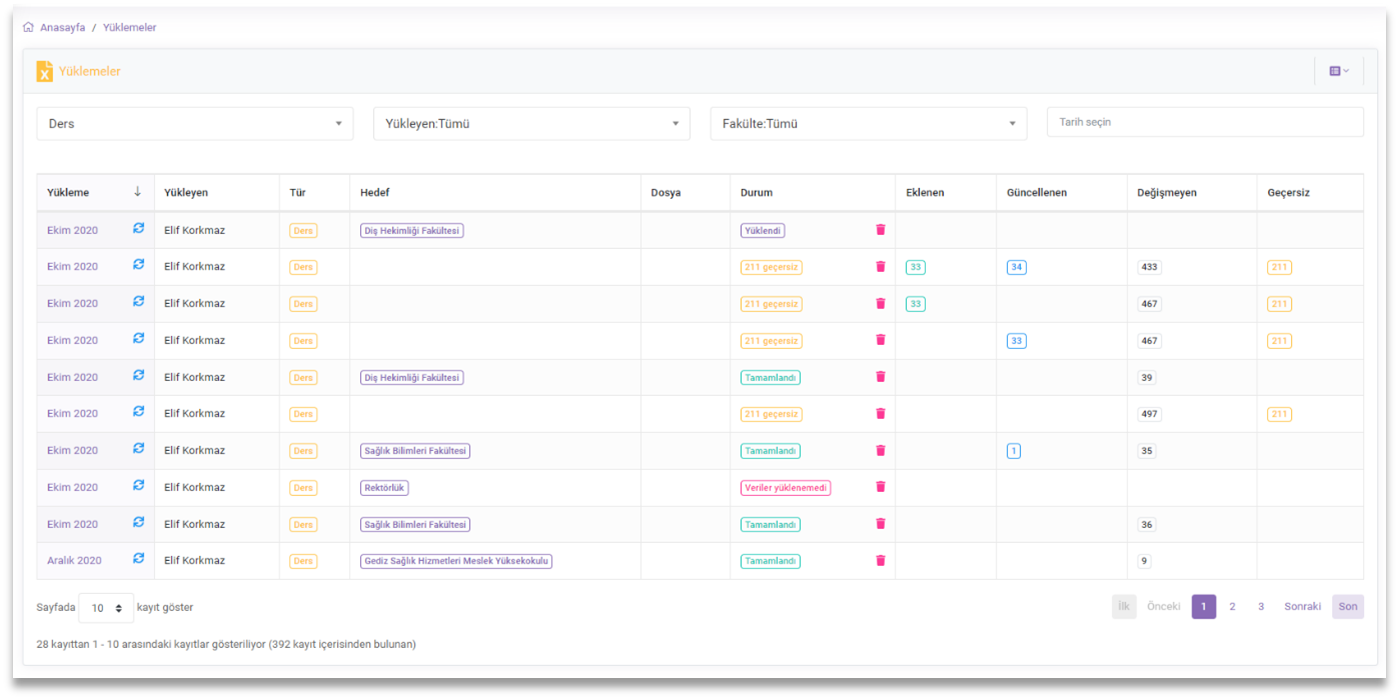 Anasayfa / Yüklemeler
Yüklemeler
Ders Yükleyen:Tümü Fakülte:Tümü Tarih seçin
Yükleme Yükleyen Tür Hedef Dosya Durum Eklenen Güncellenen Değişmeyen Geçersiz
Ekim 2020 Elif Korkmaz Ders Diş Hekimliği Fakültesi Yüklendi
Ekim 2020 Elif Korkmaz Ders 211 geçersiz 33 34 433 211
Ekim 2020 Elif Korkmaz Ders 211 geçersiz 33 467 211
Ekim 2020 Elif Korkmaz Ders 211 geçersiz 33 467 211
Ekim 2020 Elif Korkmaz Ders Diş Hekimliği Fakültesi Tamamlandı 39
Ekim 2020 Elif Korkmaz Ders 211 geçersiz 497 211
Ekim 2020 Elif Korkmaz Ders Sağlık Bilimleri Fakültesi Tamamlandı 1 35
Ekim 2020 Elif Korkmaz Ders Rektörlük Veriler yüklenemedi
Ekim 2020 Elif Korkmaz Ders Sağlık Bilimleri Fakültesi Tamamlandı 36
Aralık 2020 Elif Korkmaz Ders Gediz Sağlık Hizmetleri Meslek Yüksekokulu Tamamlandı 9
Sayfada 10 kayıt göster İlk Önceki 1 2 3 Sonraki Son
28 kayıttan 1 - 10 arasındaki kayıtlar gösteriliyor (392 kayıt içerisinden bulunan)